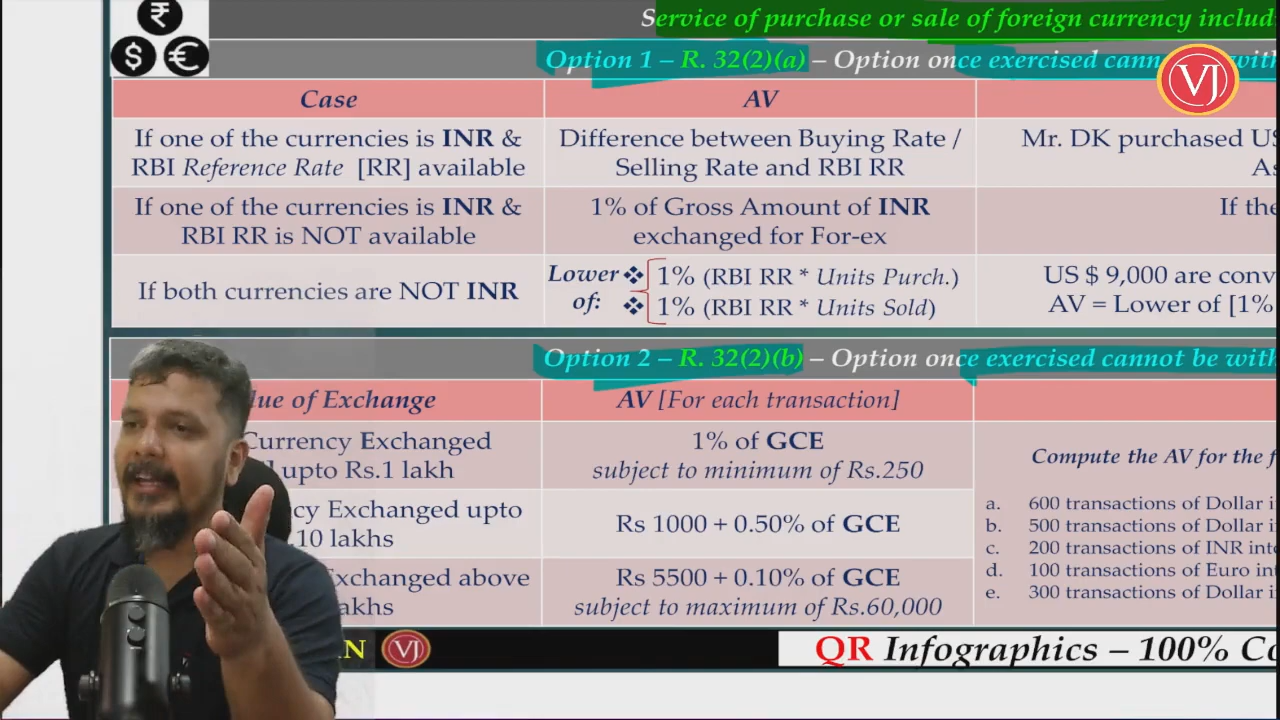 ₹
$ €
Service of purchase or sale of foreign currency includ
Option 1 – R. 32(2)(a) – Option once exercised cann with
VJ
Case AV
If one of the currencies is INR & Difference between Buying Rate / Mr. DK purchased US
RBI Reference Rate [RR] available Selling Rate and RBI RR As
If one of the currencies is INR & 1% of Gross Amount of INR If the
RBI RR is NOT available exchanged for For-ex
If both currencies are NOT INR Lower of: ❖ 1% (RBI RR * Units Purch.) US $ 9,000 are conv
❖ 1% (RBI RR * Units Sold) AV = Lower of [1%
Option 2 – R. 32(2)(b) – Option once exercised cannot be with
lue of Exchange AV [For each transaction]
Currency Exchanged 1% of GCE
upto Rs.1 lakh subject to minimum of Rs.250
Compute the AV for the f
cy Exchanged upto Rs 1000 + 0.50% of GCE
10 lakhs
xchanged above Rs 5500 + 0.10% of GCE
akhs subject to maximum of Rs.60,000
a. 600 transactions of Dollar i
b. 500 transactions of Dollar i
c. 200 transactions of INR int
d. 100 transactions of Euro in
e. 300 transactions of Dollar i
N VJ QR Infographics – 100% Co